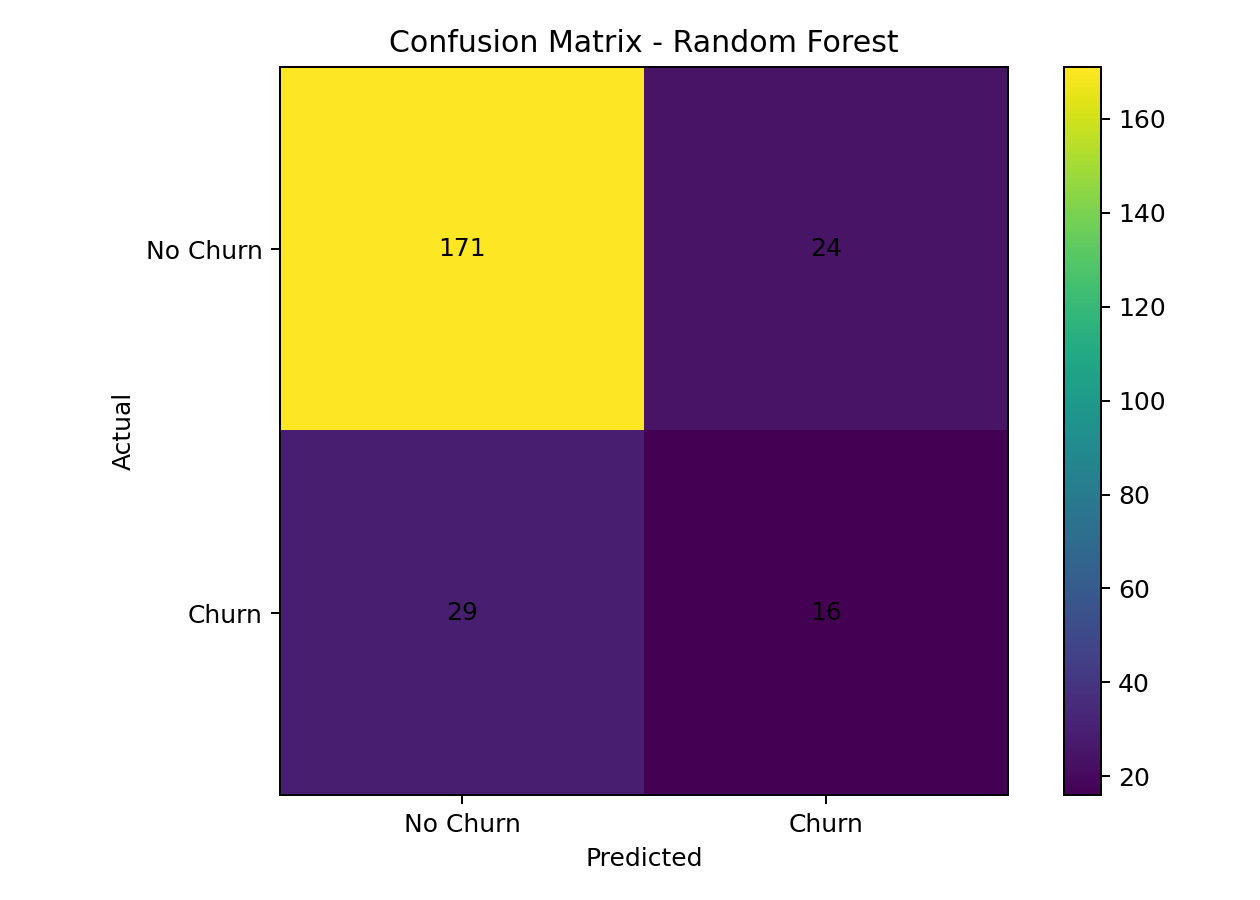 Confusion Matrix - Random Forest
160
140
120
100
80
60
40
20
No Churn
171
24
Actual
Churn
29
16
No Churn
Churn
Predicted